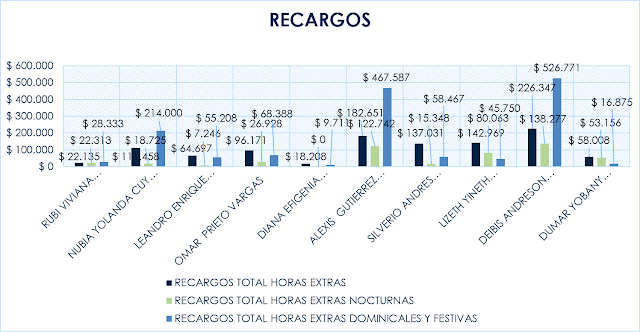 RECARGOS
$ 600.000
$ 500.000
$ 400.000
$ 300.000
$ 200.000
$ 100.000
$ 0
$ 22.135
$ 22.313
$ 28.333
$ 18.725
$ 214.000
$ 64.697
$ 7.246
$ 55.208
$ 96.171
$ 26.928
$ 68.388
$ 18.208
$ 0
$ 9.711
$ 182.651
$ 122.742
$ 467.587
$ 137.031
$ 15.348
$ 58.467
$ 142.969
$ 80.063
$ 45.750
$ 226.347
$ 138.277
$ 526.771
$ 58.008
$ 53.156
$ 16.875
RUBI VIVIANA...
NUBIA YOLANDA CUY...
LEANDRO ENRIQUE...
OMAR PRIETO VARGAS
DIANA EFIGENIA...
ALEXIS GUTIERREZ...
SILVERIO ANDRES...
LIZETH YINETH...
DEIBIS ANDRESON...
DUMAR YOBANY...
RECARGOS TOTAL HORAS EXTRAS
RECARGOS TOTAL HORAS EXTRAS NOCTURNAS
RECARGOS TOTAL HORAS EXTRAS DOMINICALES Y FESTIVAS